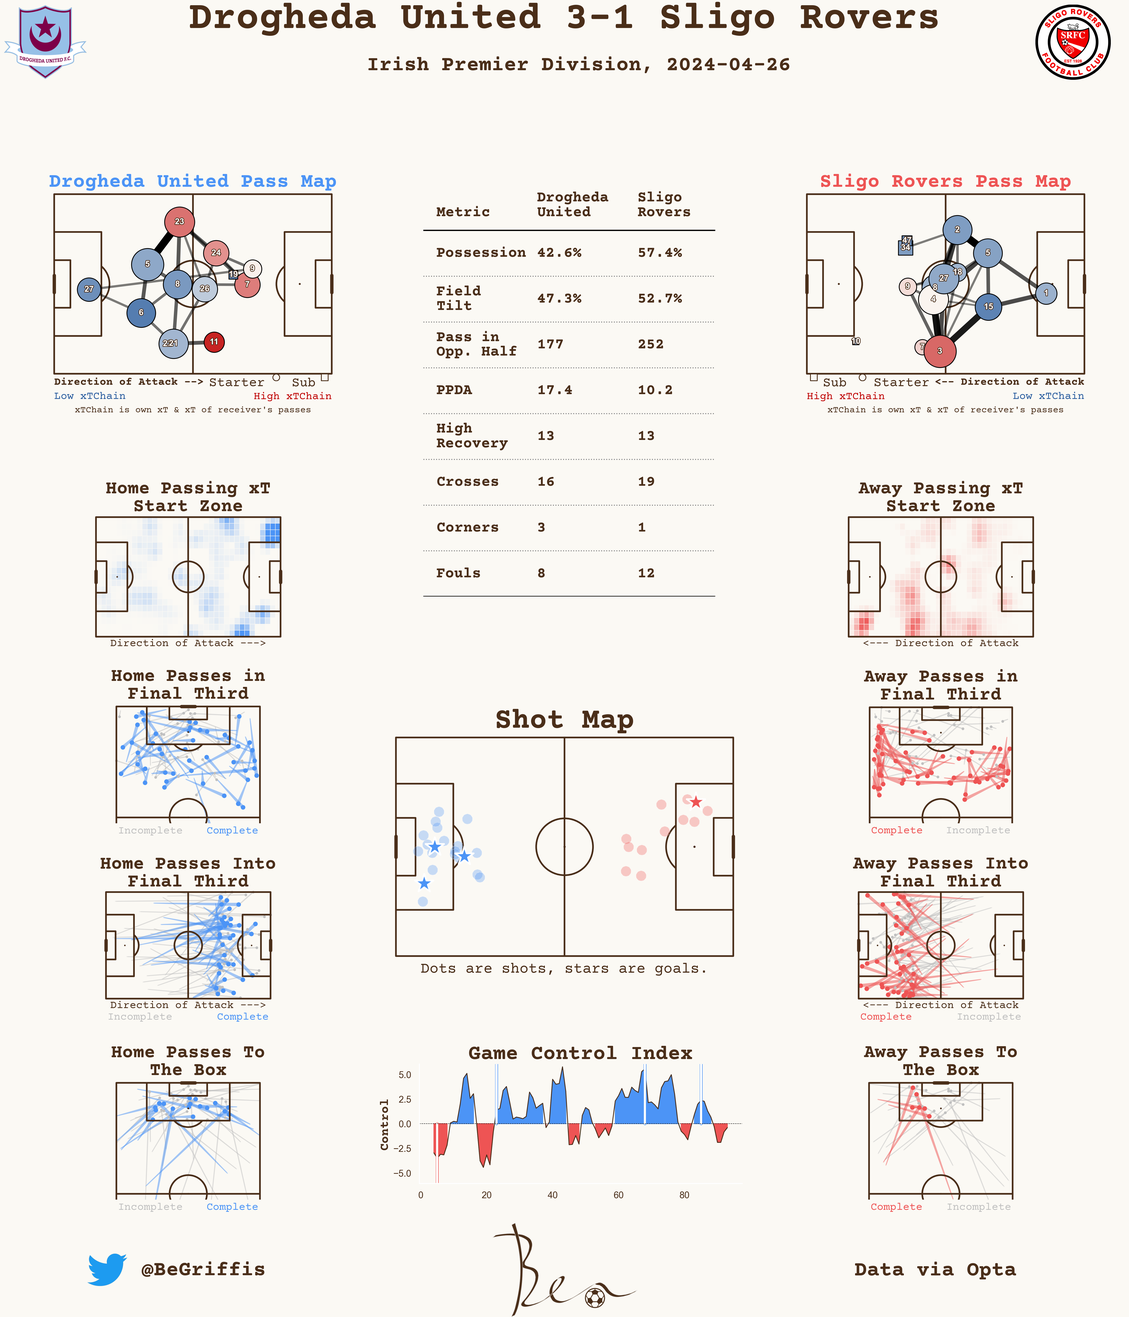 Drogheda United 3-1 Sligo Rovers
Irish Premier Division, 2024-04-26
DROGHEDA UNITED F.C.
SLIGO ROVERS
SRFC
EST 1928
FOOTBALL CLUB
Drogheda United Pass Map
23
24
5
19
9
27
8
26
7
6
11
Direction of Attack --> Starter Sub
Low xTChain High xTChain
xTChain is own xT & xT of receiver's passes
Metric Drogheda United Sligo Rovers
Possession 42.6% 57.4%
Field Tilt 47.3% 52.7%
Pass in Opp. Half 177 252
PPDA 17.4 10.2
High Recovery 13 13
Crosses 16 19
Corners 3 1
Fouls 8 12
Sligo Rovers Pass Map
2
47
34
5
18
27
9
8
4
1
15
10
3
Sub Starter <-- Direction of Attack
High xTChain Low xTChain
xTChain is own xT & xT of receiver's passes
Home Passing xT
Start Zone
Direction of Attack --->
Away Passing xT
Start Zone
<--- Direction of Attack
Home Passes in
Final Third
Incomplete Complete
Away Passes in
Final Third
Complete Incomplete
Shot Map
Dots are shots, stars are goals.
Home Passes Into
Final Third
Direction of Attack --->
Incomplete Complete
Away Passes Into
Final Third
<--- Direction of Attack
Complete Incomplete
Home Passes To
The Box
Incomplete Complete
Game Control Index
Control
5.0
2.5
0.0
−2.5
−5.0
0 20 40 60 80
Away Passes To
The Box
Complete Incomplete
@BeGriffis
Bea
Data via Opta